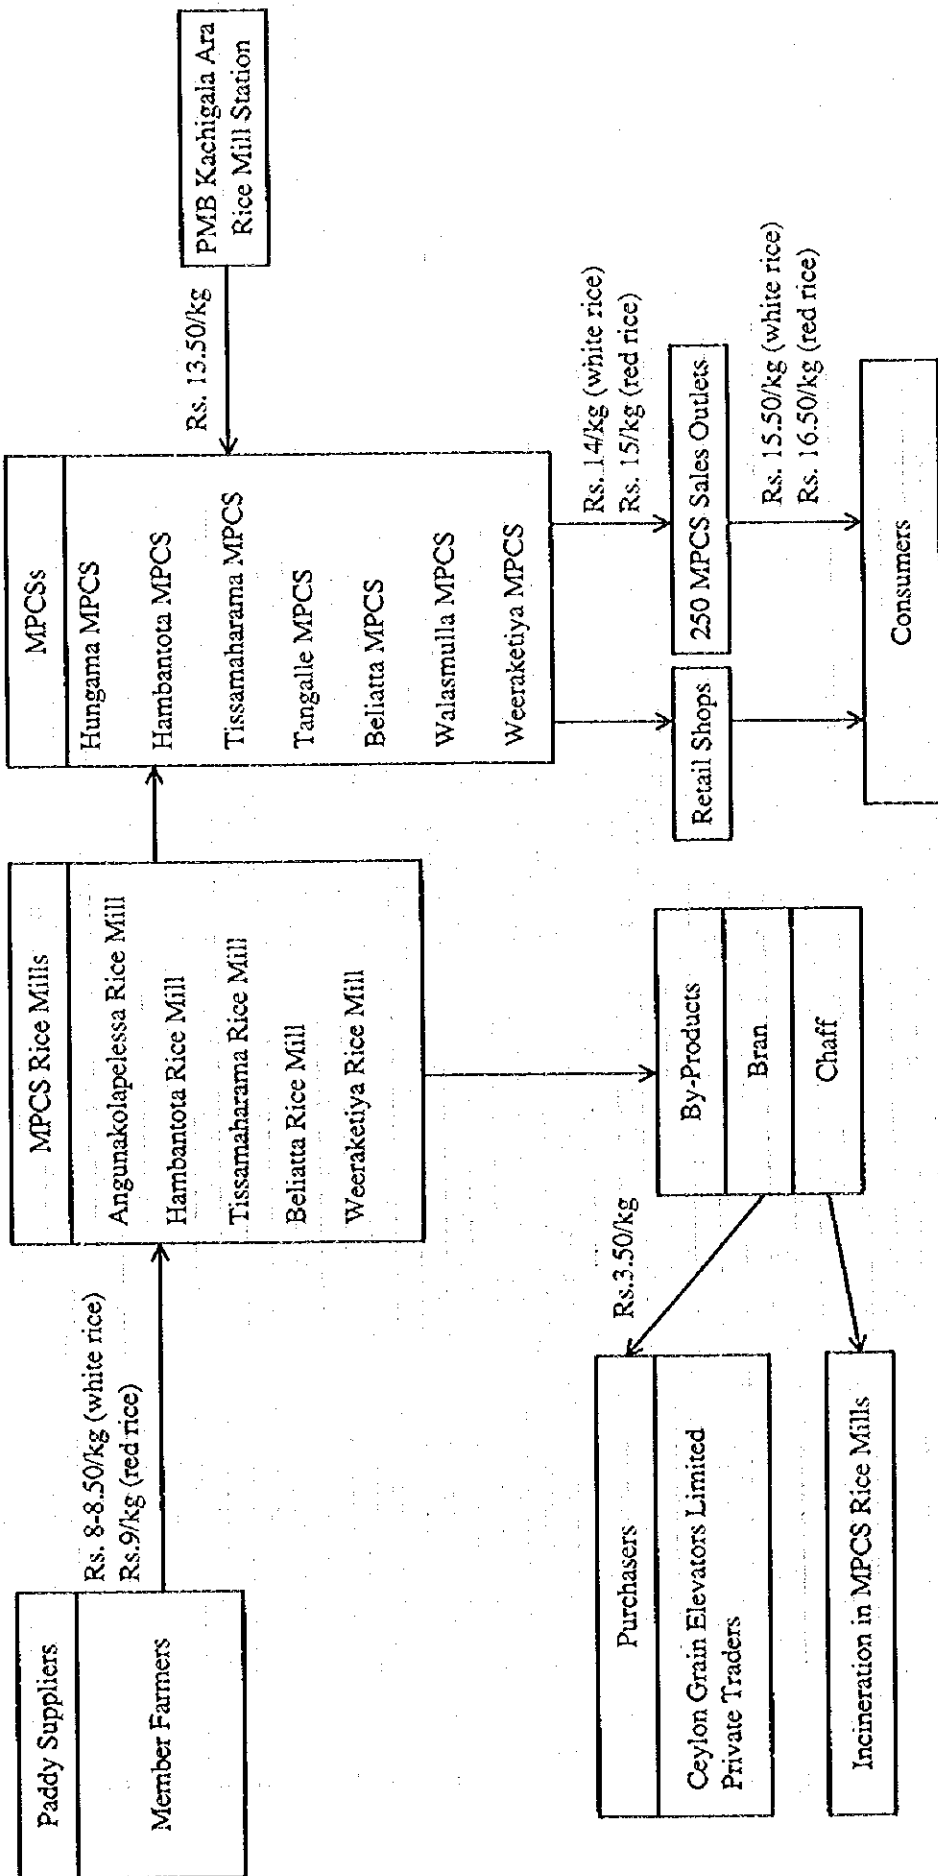 Paddy Suppliers
Member Farmers
Rs. 8-8.50/kg (white rice)
Rs.9/kg (red rice)
MPCS Rice Mills
Angunakolapelessa Rice Mill
Hambantota Rice Mill
Tissamaharama Rice Mill
Beliatta Rice Mill
Weeraketiya Rice Mill
MPCSs
Hungama MPCS
Hambantota MPCS
Tissamaharama MPCS
Tangalle MPCS
Beliatta MPCS
Walasmulla MPCS
Weeraketiya MPCS
Rs. 13.50/kg
PMB Kachigala Ara
Rice Mill Station
Rs. 14/kg (white rice)
Rs. 15/kg (red rice)
Retail Shops
250 MPCS Sales Outlets
Rs. 15.50/kg (white rice)
Rs. 16.50/kg (red rice)
Consumers
By-Products
Bran
Chaff
Rs.3.50/kg
Purchasers
Ceylon Grain Elevators Limited
Private Traders
Incineration in MPCS Rice Mills